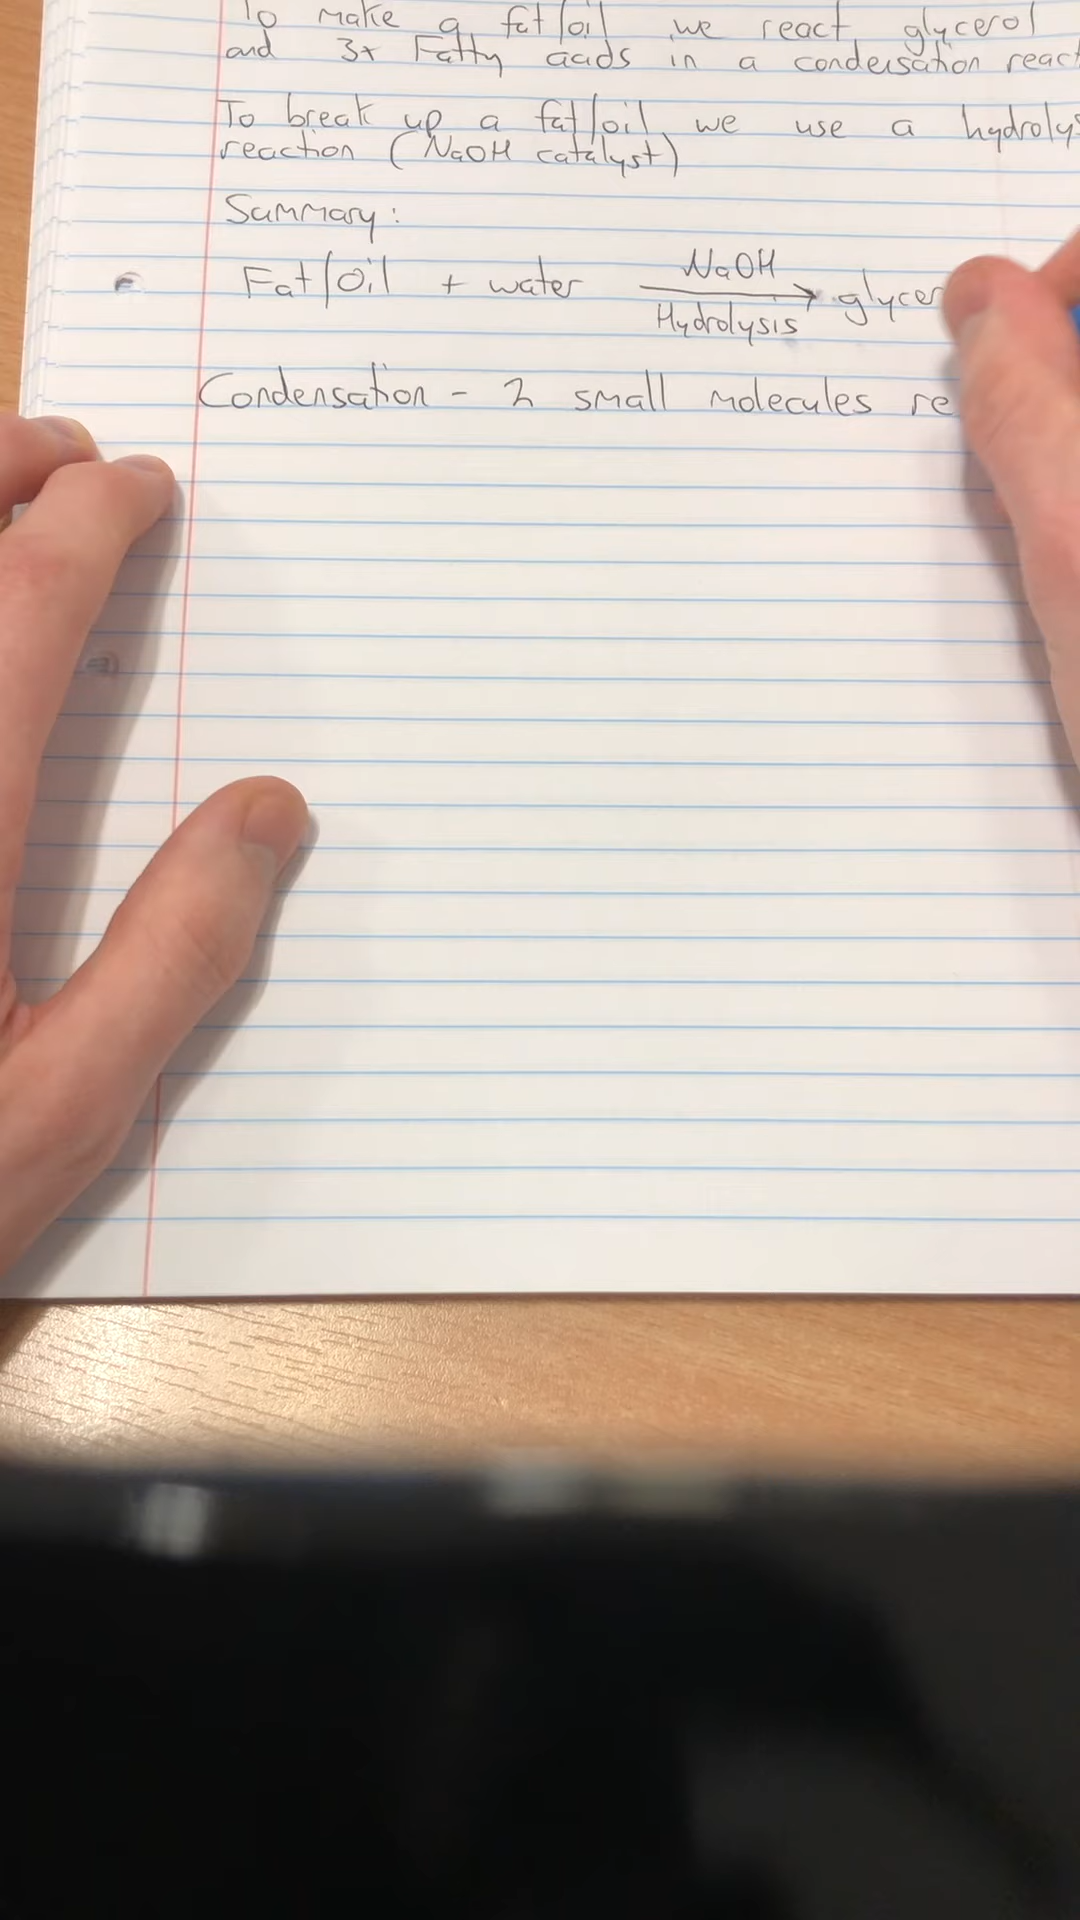 To make a fat/oil we react glycerol
and 3x Fatty acids in a condensation react
To break up a fat/oil, we use a hydrolys
reaction (NaOH catalyst)
Summary:
Fat/Oil + water NaOH Hydrolysis → glycer
Condensation - 2 small molecules re